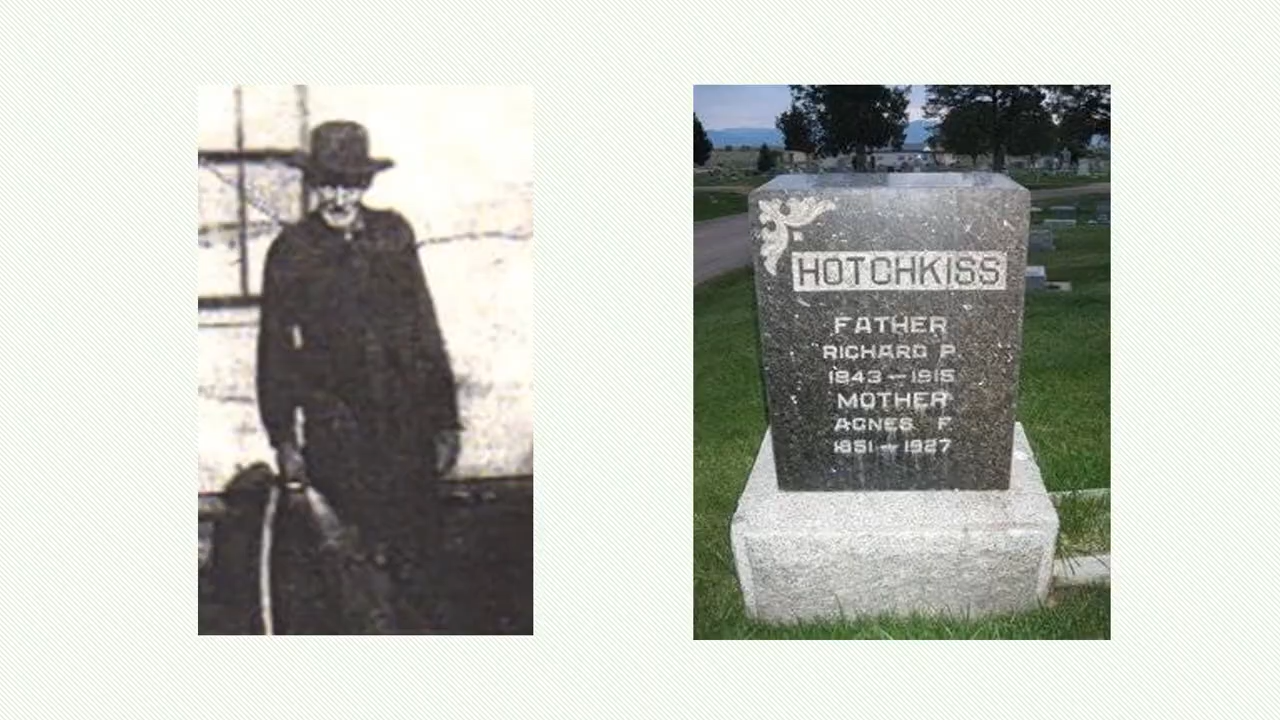 HOTCHKISS
FATHER
RICHARD P.
1843 – 1915
MOTHER
AGNES F.
1851 – 1927